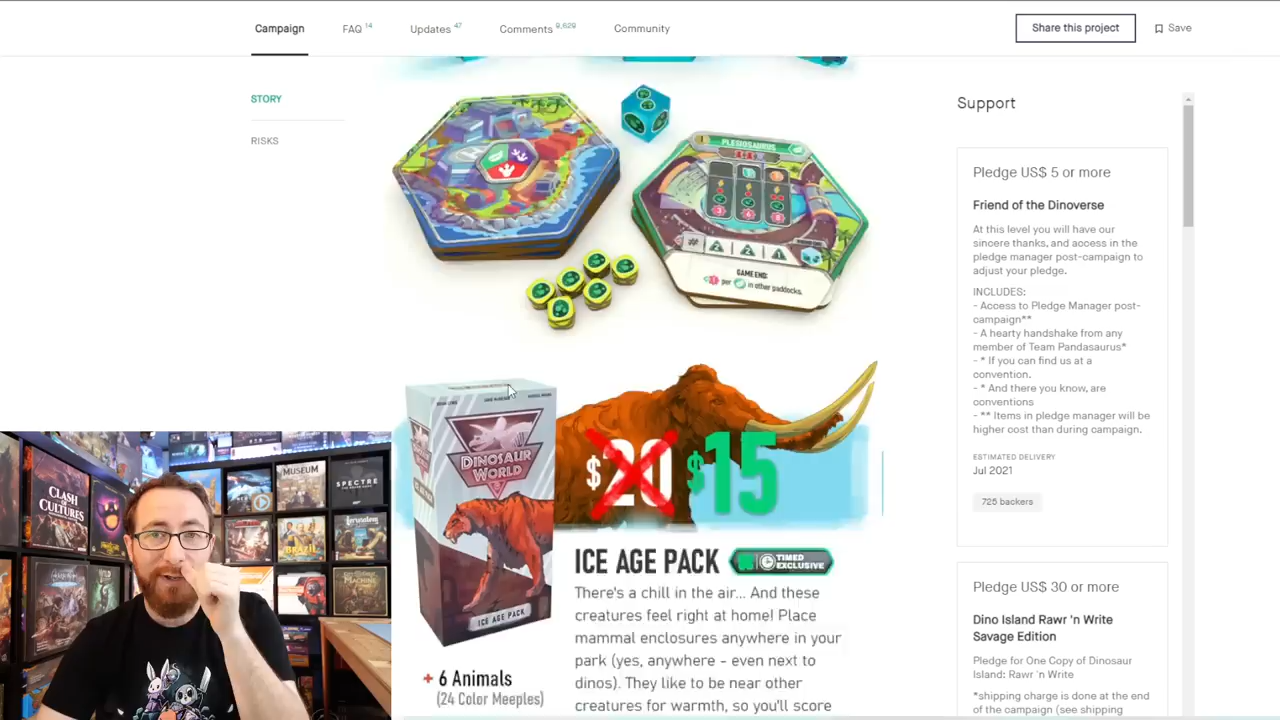 Campaign
FAQ 14
Updates 47
Comments 9,629
Community
Share this project
Save
STORY
RISKS
PLESIOSAURUS
GAME END:
per in other paddocks.
DINOSAUR
WORLD
ICE AGE PACK
$20 $15
ICE AGE PACK
TIMED
EXCLUSIVE
There's a chill in the air... And these
creatures feel right at home! Place
mammal enclosures anywhere in your
park (yes, anywhere - even next to
dinos). They like to be near other
creatures for warmth, so you'll score
+ 6 Animals
(24 Color Meeples)
Support
Pledge US$ 5 or more
Friend of the Dinoverse
At this level you will have our
sincere thanks, and access in the
pledge manager post-campaign to
adjust your pledge.
INCLUDES:
- Access to Pledge Manager post-
campaign**
- A hearty handshake from any
member of Team Pandasaurus*
- * If you can find us at a
convention.
- * And there you know, are
conventions
- ** Items in pledge manager will be
higher cost than during campaign.
ESTIMATED DELIVERY
Jul 2021
725 backers
Pledge US$ 30 or more
Dino Island Rawr 'n Write
Savage Edition
Pledge for One Copy of Dinosaur
Island: Rawr 'n Write
*shipping charge is done at the end
of the campaign (see shipping
CLASH
OF
CULTURES
MUSEUM
SPECTRE
BRAZIL
Jerusalem
MACHINE